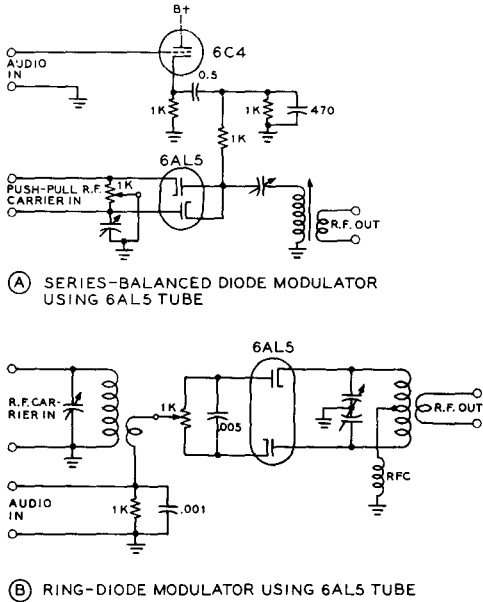 B+
6C4
AUDIO
IN
0.5
1K
1K
470
1K
6AL5
PUSH-PULL R.F.
CARRIER IN
1K
R.F. OUT
A SERIES-BALANCED DIODE MODULATOR
USING 6AL5 TUBE
6AL5
R.F. CAR-
RIER IN
1K
.005
R.F. OUT
RFC
AUDIO
IN
1K
.001
B RING-DIODE MODULATOR USING 6AL5 TUBE